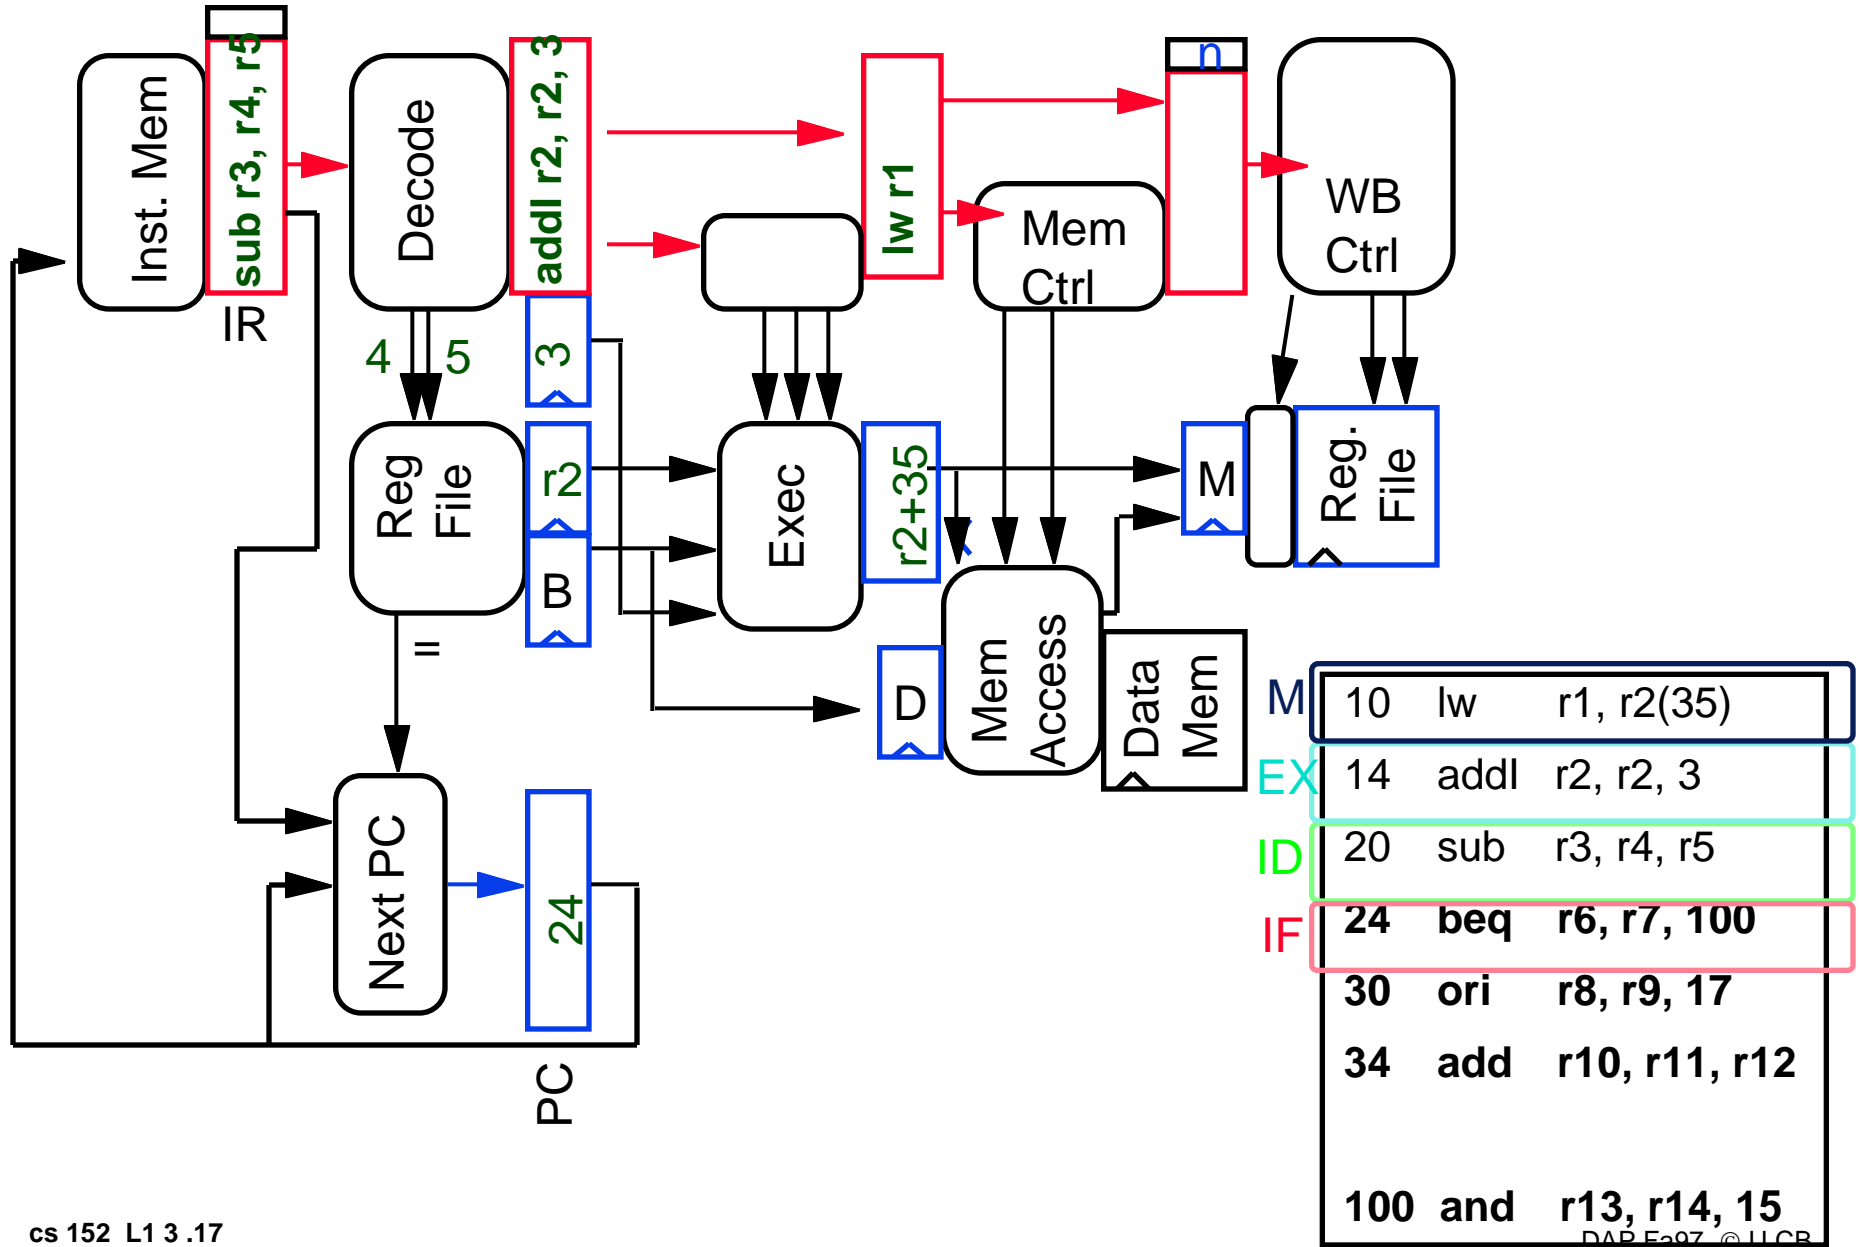 Inst. Mem
sub r3, r4, r5
IR
Decode
addI r2, r2, 3
lw r1
Mem
Ctrl
n
WB
Ctrl
4
5
3
Reg
File
r2
B
Exec
r2+35
M
Reg.
File
=
D
Mem
Access
Data
Mem
Next PC
24
PC
M
10 lw r1, r2(35)
EX
14 addI r2, r2, 3
ID
20 sub r3, r4, r5
IF
24 beq r6, r7, 100
30 ori r8, r9, 17
34 add r10, r11, r12
100 and r13, r14, 15
cs 152 L1 3 .17
DAP Fa97, © U.CB